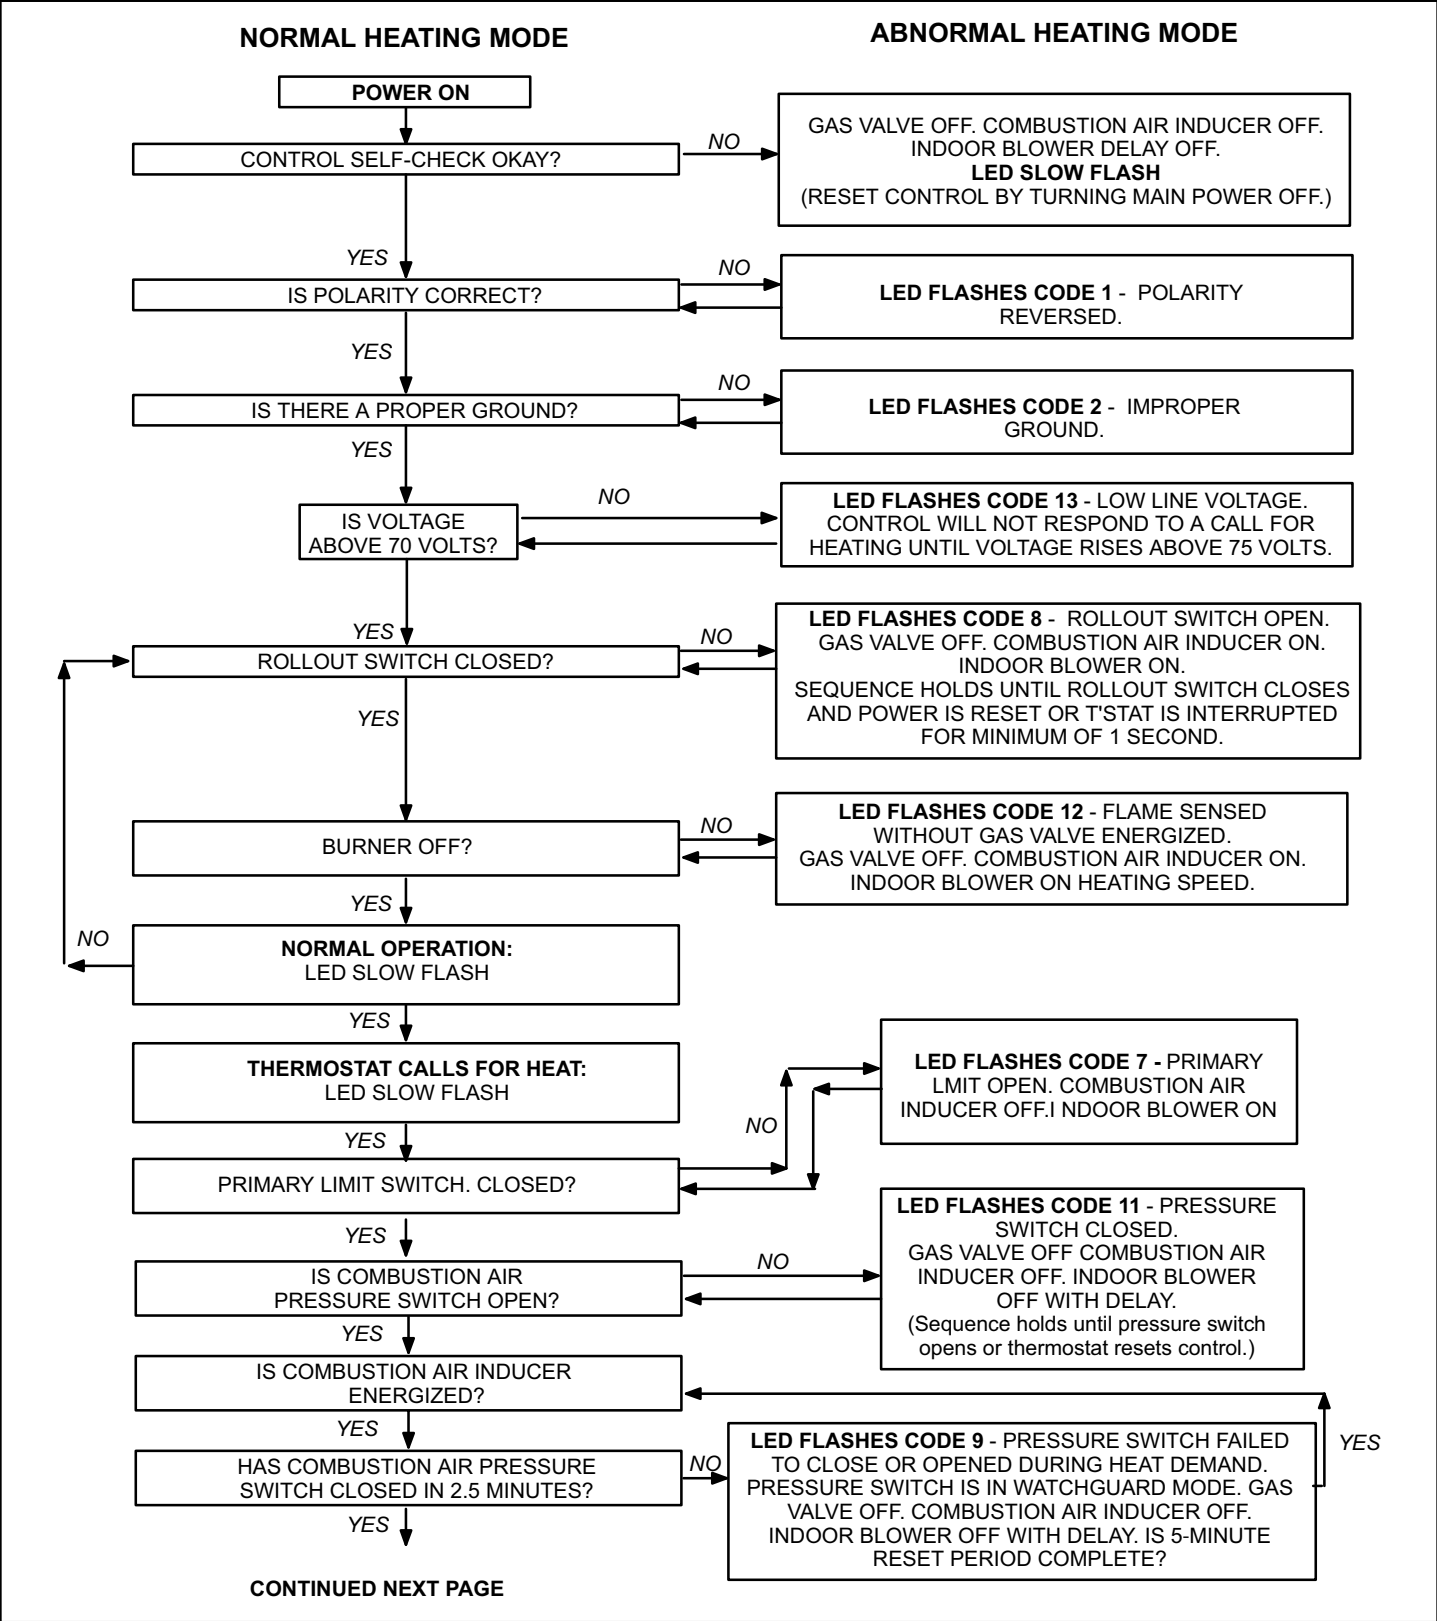 NORMAL HEATING MODE
ABNORMAL HEATING MODE
POWER ON
CONTROL SELF-CHECK OKAY?
NO
GAS VALVE OFF. COMBUSTION AIR INDUCER OFF.
INDOOR BLOWER DELAY OFF.
LED SLOW FLASH
(RESET CONTROL BY TURNING MAIN POWER OFF.)
YES
IS POLARITY CORRECT?
NO
LED FLASHES CODE 1 - POLARITY
REVERSED.
YES
IS THERE A PROPER GROUND?
NO
LED FLASHES CODE 2 - IMPROPER
GROUND.
YES
IS VOLTAGE
ABOVE 70 VOLTS?
NO
LED FLASHES CODE 13 - LOW LINE VOLTAGE.
CONTROL WILL NOT RESPOND TO A CALL FOR
HEATING UNTIL VOLTAGE RISES ABOVE 75 VOLTS.
YES
ROLLOUT SWITCH CLOSED?
NO
LED FLASHES CODE 8 - ROLLOUT SWITCH OPEN.
GAS VALVE OFF. COMBUSTION AIR INDUCER ON.
INDOOR BLOWER ON.
SEQUENCE HOLDS UNTIL ROLLOUT SWITCH CLOSES
AND POWER IS RESET OR T'STAT IS INTERRUPTED
FOR MINIMUM OF 1 SECOND.
YES
BURNER OFF?
NO
LED FLASHES CODE 12 - FLAME SENSED
WITHOUT GAS VALVE ENERGIZED.
GAS VALVE OFF. COMBUSTION AIR INDUCER ON.
INDOOR BLOWER ON HEATING SPEED.
YES
NO
NORMAL OPERATION:
LED SLOW FLASH
YES
THERMOSTAT CALLS FOR HEAT:
LED SLOW FLASH
NO
LED FLASHES CODE 7 - PRIMARY
LMIT OPEN. COMBUSTION AIR
INDUCER OFF.I NDOOR BLOWER ON
YES
PRIMARY LIMIT SWITCH. CLOSED?
YES
IS COMBUSTION AIR
PRESSURE SWITCH OPEN?
NO
LED FLASHES CODE 11 - PRESSURE
SWITCH CLOSED.
GAS VALVE OFF COMBUSTION AIR
INDUCER OFF. INDOOR BLOWER
OFF WITH DELAY.
(Sequence holds until pressure switch
opens or thermostat resets control.)
YES
IS COMBUSTION AIR INDUCER
ENERGIZED?
YES
HAS COMBUSTION AIR PRESSURE
SWITCH CLOSED IN 2.5 MINUTES?
NO
LED FLASHES CODE 9 - PRESSURE SWITCH FAILED
TO CLOSE OR OPENED DURING HEAT DEMAND.
PRESSURE SWITCH IS IN WATCHGUARD MODE. GAS
VALVE OFF. COMBUSTION AIR INDUCER OFF.
INDOOR BLOWER OFF WITH DELAY. IS 5-MINUTE
RESET PERIOD COMPLETE?
YES
YES
CONTINUED NEXT PAGE